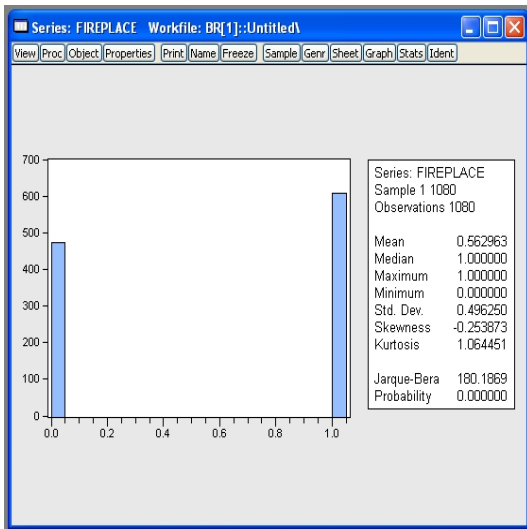 Series: FIREPLACE Workfile: BR[1]::Untitled\
View Proc Object Properties Print Name Freeze Sample Genr Sheet Graph Stats Ident
700
600
500
400
300
200
100
0
0.0 0.2 0.4 0.6 0.8 1.0
Series: FIREPLACE
Sample 1 1080
Observations 1080
Mean 0.562963
Median 1.000000
Maximum 1.000000
Minimum 0.000000
Std. Dev. 0.496250
Skewness -0.253873
Kurtosis 1.064451
Jarque-Bera 180.1869
Probability 0.000000